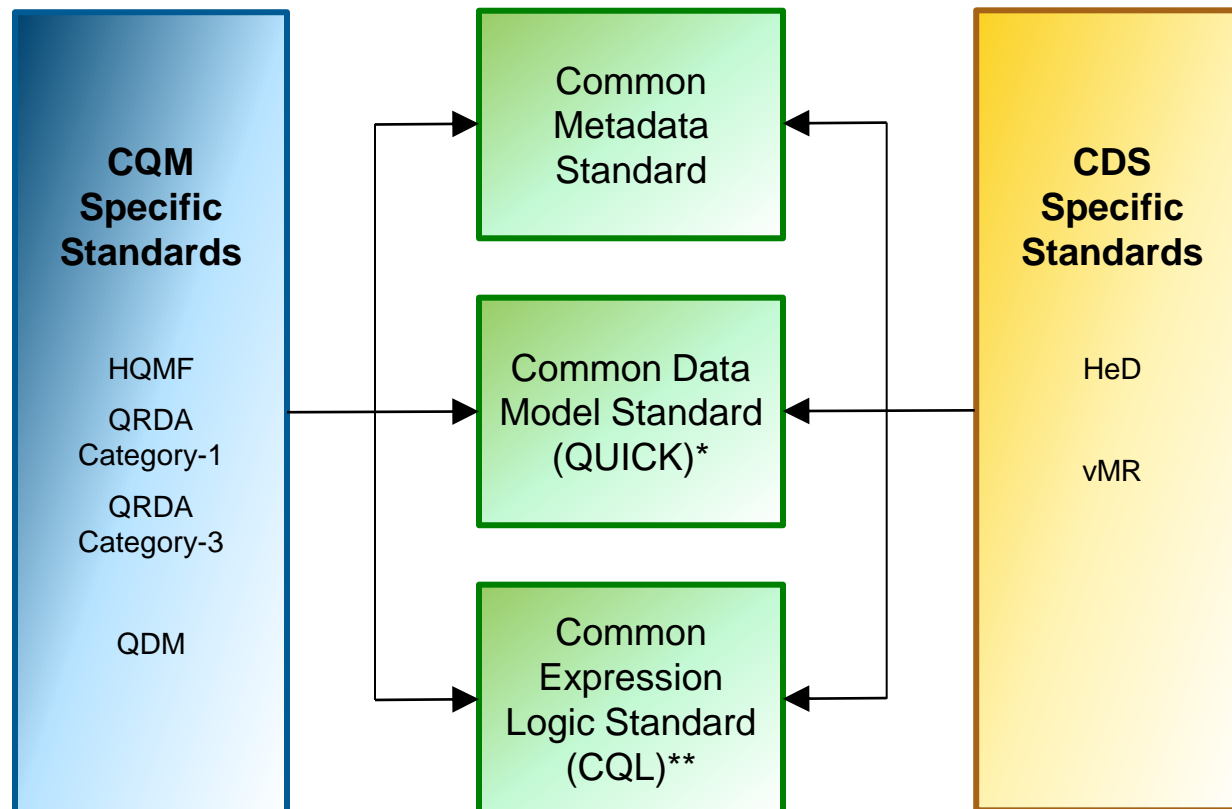 CQM
Specific
Standards
HQMF
QRDA
Category-1
QRDA
Category-3
QDM
Common
Metadata
Standard
Common Data
Model Standard
(QUICK)*
Common
Expression
Logic Standard
(CQL)**
CDS
Specific
Standards
HeD
vMR